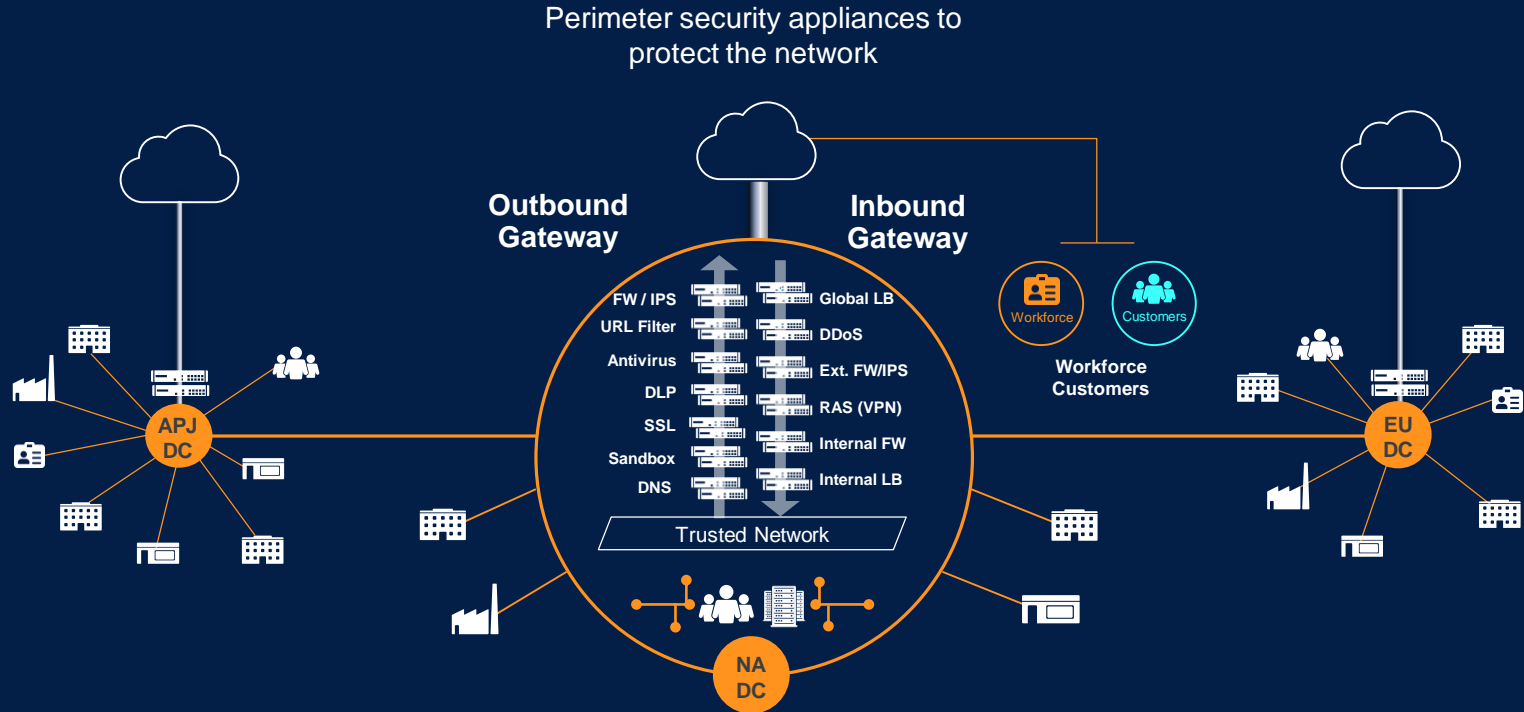 Perimeter security appliances to
protect the network
Outbound
Gateway
Inbound
Gateway
FW / IPS
URL Filter
Antivirus
DLP
SSL
Sandbox
DNS
Global LB
DDoS
Ext. FW/IPS
RAS (VPN)
Internal FW
Internal LB
Trusted Network
Workforce
Customers
Workforce
Customers
APJ
DC
NA
DC
EU
DC